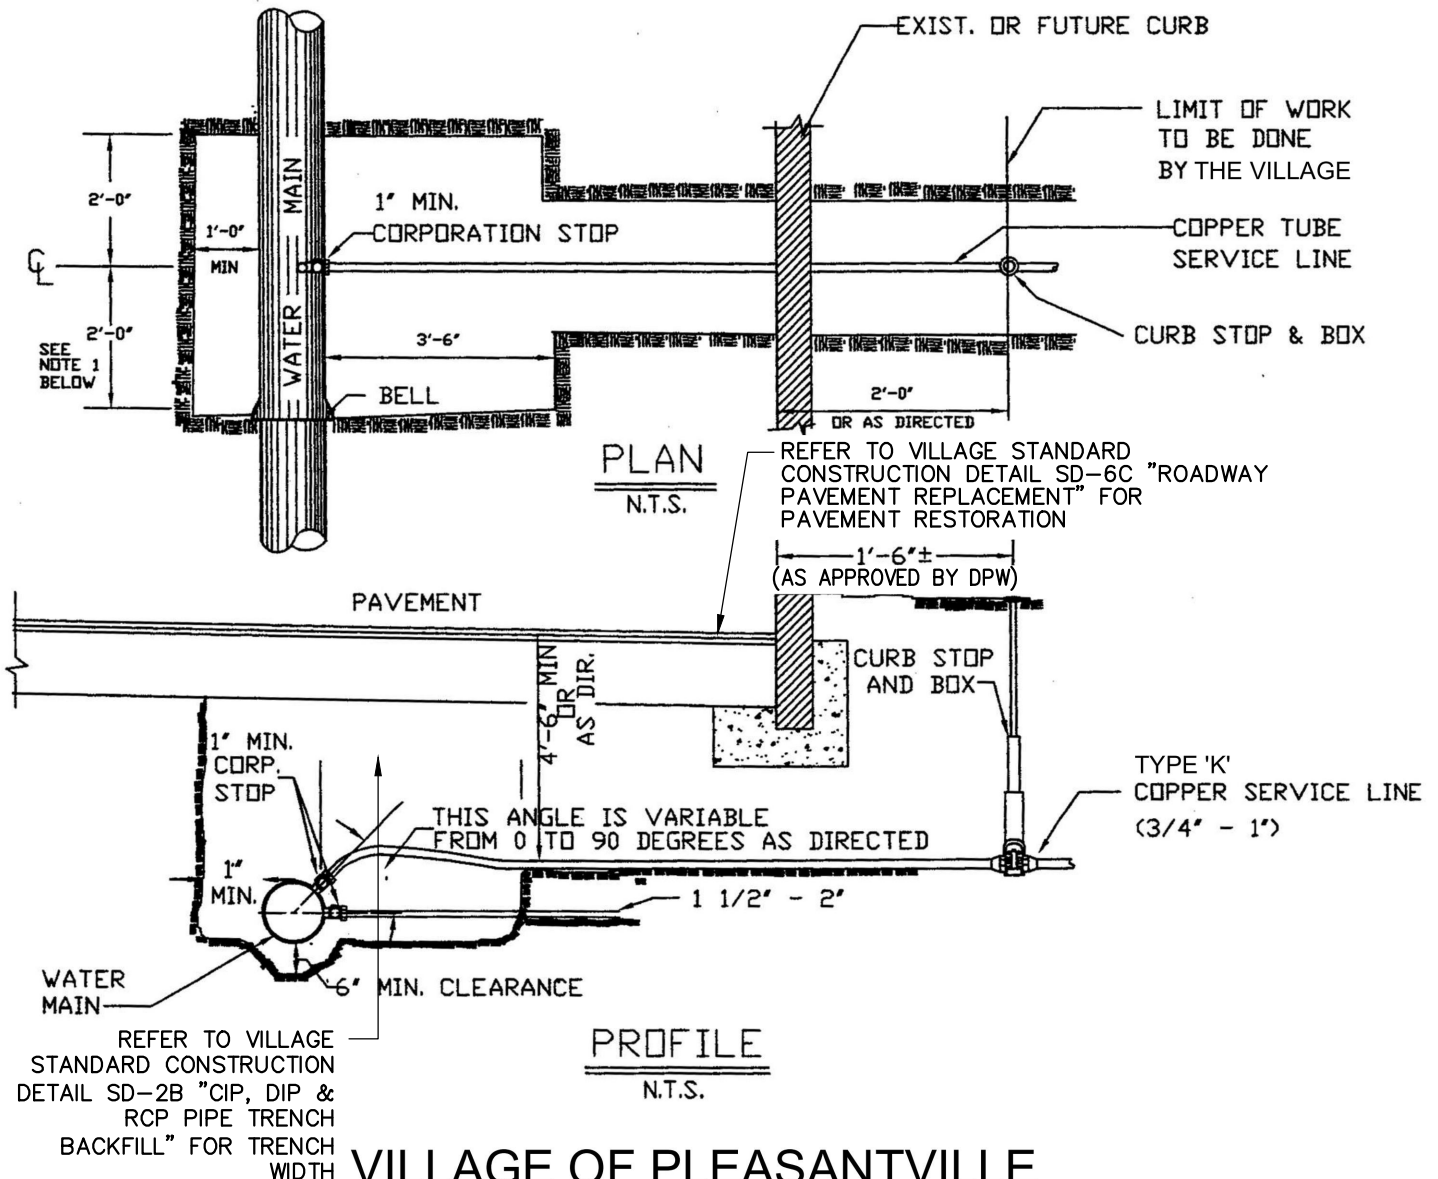 EXIST. OR FUTURE CURB
LIMIT OF WORK
TO BE DONE
BY THE VILLAGE
2'-0"
1'-0"
MIN
WATER MAIN
1" MIN.
CORPORATION STOP
COPPER TUBE
SERVICE LINE
CL
2'-0"
SEE
NOTE 1
BELOW
3'-6"
CURB STOP & BOX
BELL
2'-0"
OR AS DIRECTED
PLAN
N.T.S.
REFER TO VILLAGE STANDARD
CONSTRUCTION DETAIL SD-6C "ROADWAY
PAVEMENT REPLACEMENT" FOR
PAVEMENT RESTORATION
1'-6"±
(AS APPROVED BY DPW)
PAVEMENT
4'-6" MIN
OR
AS DIR.
CURB STOP
AND BOX
1" MIN.
CORP.
STOP
TYPE 'K'
COPPER SERVICE LINE
(3/4" - 1")
THIS ANGLE IS VARIABLE
FROM 0 TO 90 DEGREES AS DIRECTED
1"
MIN.
1 1/2" - 2"
WATER
MAIN
6" MIN. CLEARANCE
REFER TO VILLAGE
STANDARD CONSTRUCTION
DETAIL SD-2B "CIP, DIP &
RCP PIPE TRENCH
BACKFILL" FOR TRENCH
WIDTH
PROFILE
N.T.S.
VILLAGE OF PLEASANTVILLE